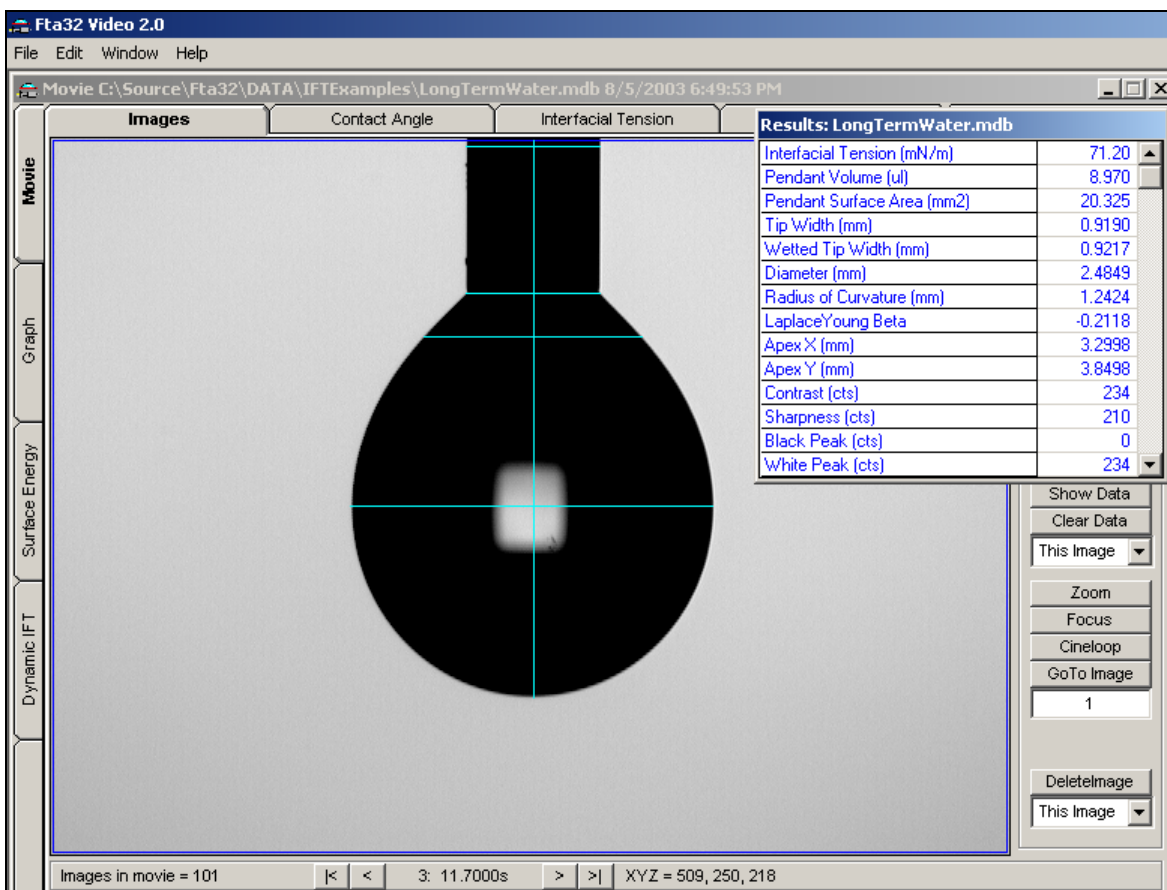 Fta32 Video 2.0
File Edit Window Help
Movie C:\Source\Fta32\DATA\IFTExamples\LongTermWater.mdb 8/5/2003 6:49:53 PM
Images Contact Angle Interfacial Tension
Movie
Graph
Surface Energy
Dynamic IFT
Results: LongTermWater.mdb
Interfacial Tension (mN/m) 71.20
Pendant Volume (ul) 8.970
Pendant Surface Area (mm2) 20.325
Tip Width (mm) 0.9190
Wetted Tip Width (mm) 0.9217
Diameter (mm) 2.4849
Radius of Curvature (mm) 1.2424
LaplaceYoung Beta -0.2118
Apex X (mm) 3.2998
Apex Y (mm) 3.8498
Contrast (cts) 234
Sharpness (cts) 210
Black Peak (cts) 0
White Peak (cts) 234
Show Data
Clear Data
This Image
Zoom
Focus
Cineloop
GoTo Image
1
DeleteImage
This Image
Images in movie = 101 |< < 3: 11.7000s > >| XYZ = 509, 250, 218